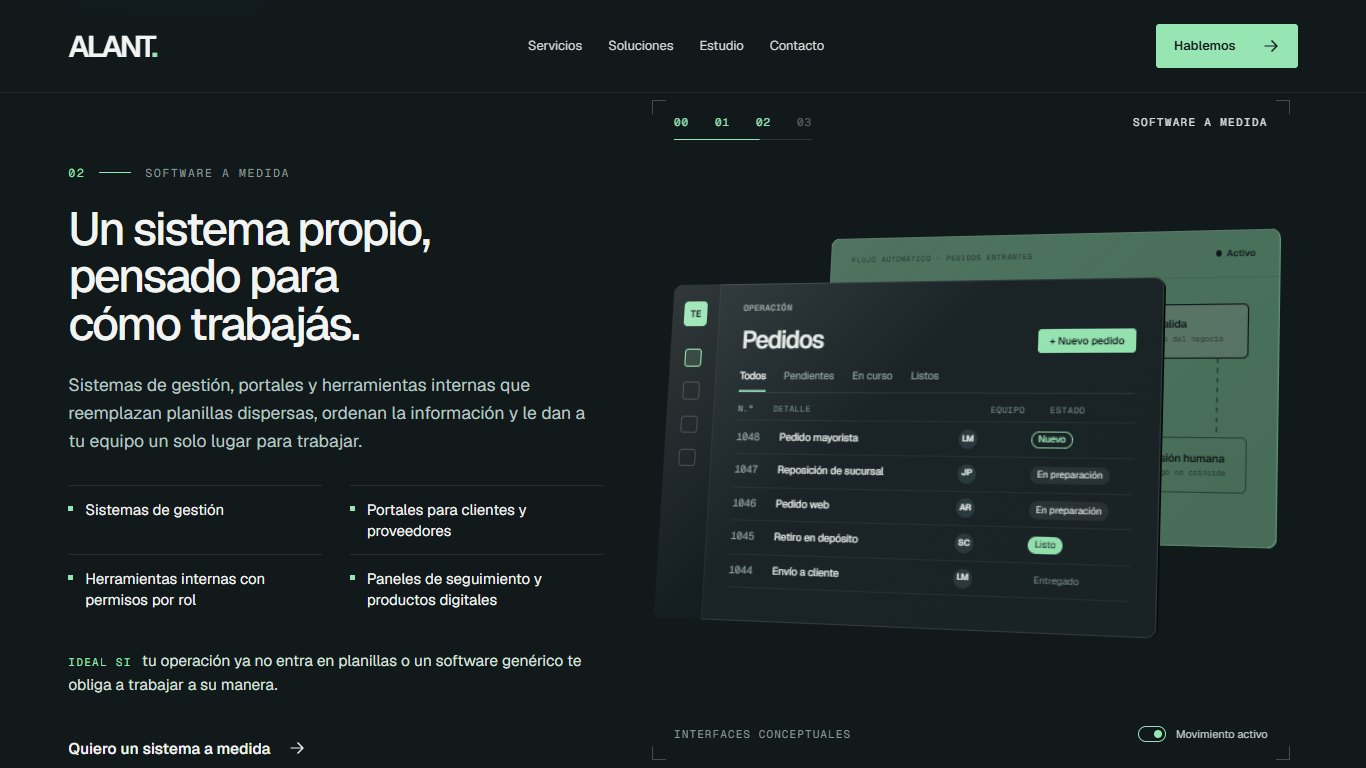 ALANT.
Servicios
Soluciones
Estudio
Contacto
Hablemos
02
SOFTWARE A MEDIDA
Un sistema propio,
pensado para
cómo trabajás.
Sistemas de gestión, portales y herramientas internas que
reemplazan planillas dispersas, ordenan la información y le dan a
tu equipo un solo lugar para trabajar.
Sistemas de gestión
Portales para clientes y
proveedores
Herramientas internas con
permisos por rol
Paneles de seguimiento y
productos digitales
IDEAL SI tu operación ya no entra en planillas o un software genérico te
obliga a trabajar a su manera.
Quiero un sistema a medida
00 01 02 03
SOFTWARE A MEDIDA
FLUJO AUTOMÁTICO · PEDIDOS ENTRANTES
Activo
alida
del negocio
sión humana
no coincide
TE
OPERACIÓN
Pedidos
+ Nuevo pedido
Todos Pendientes En curso Listos
N.º DETALLE EQUIPO ESTADO
1048 Pedido mayorista LM Nuevo
1047 Reposición de sucursal JP En preparación
1046 Pedido web AR En preparación
1045 Retiro en depósito SC Listo
1044 Envío a cliente LM Entregado
INTERFACES CONCEPTUALES
Movimiento activo